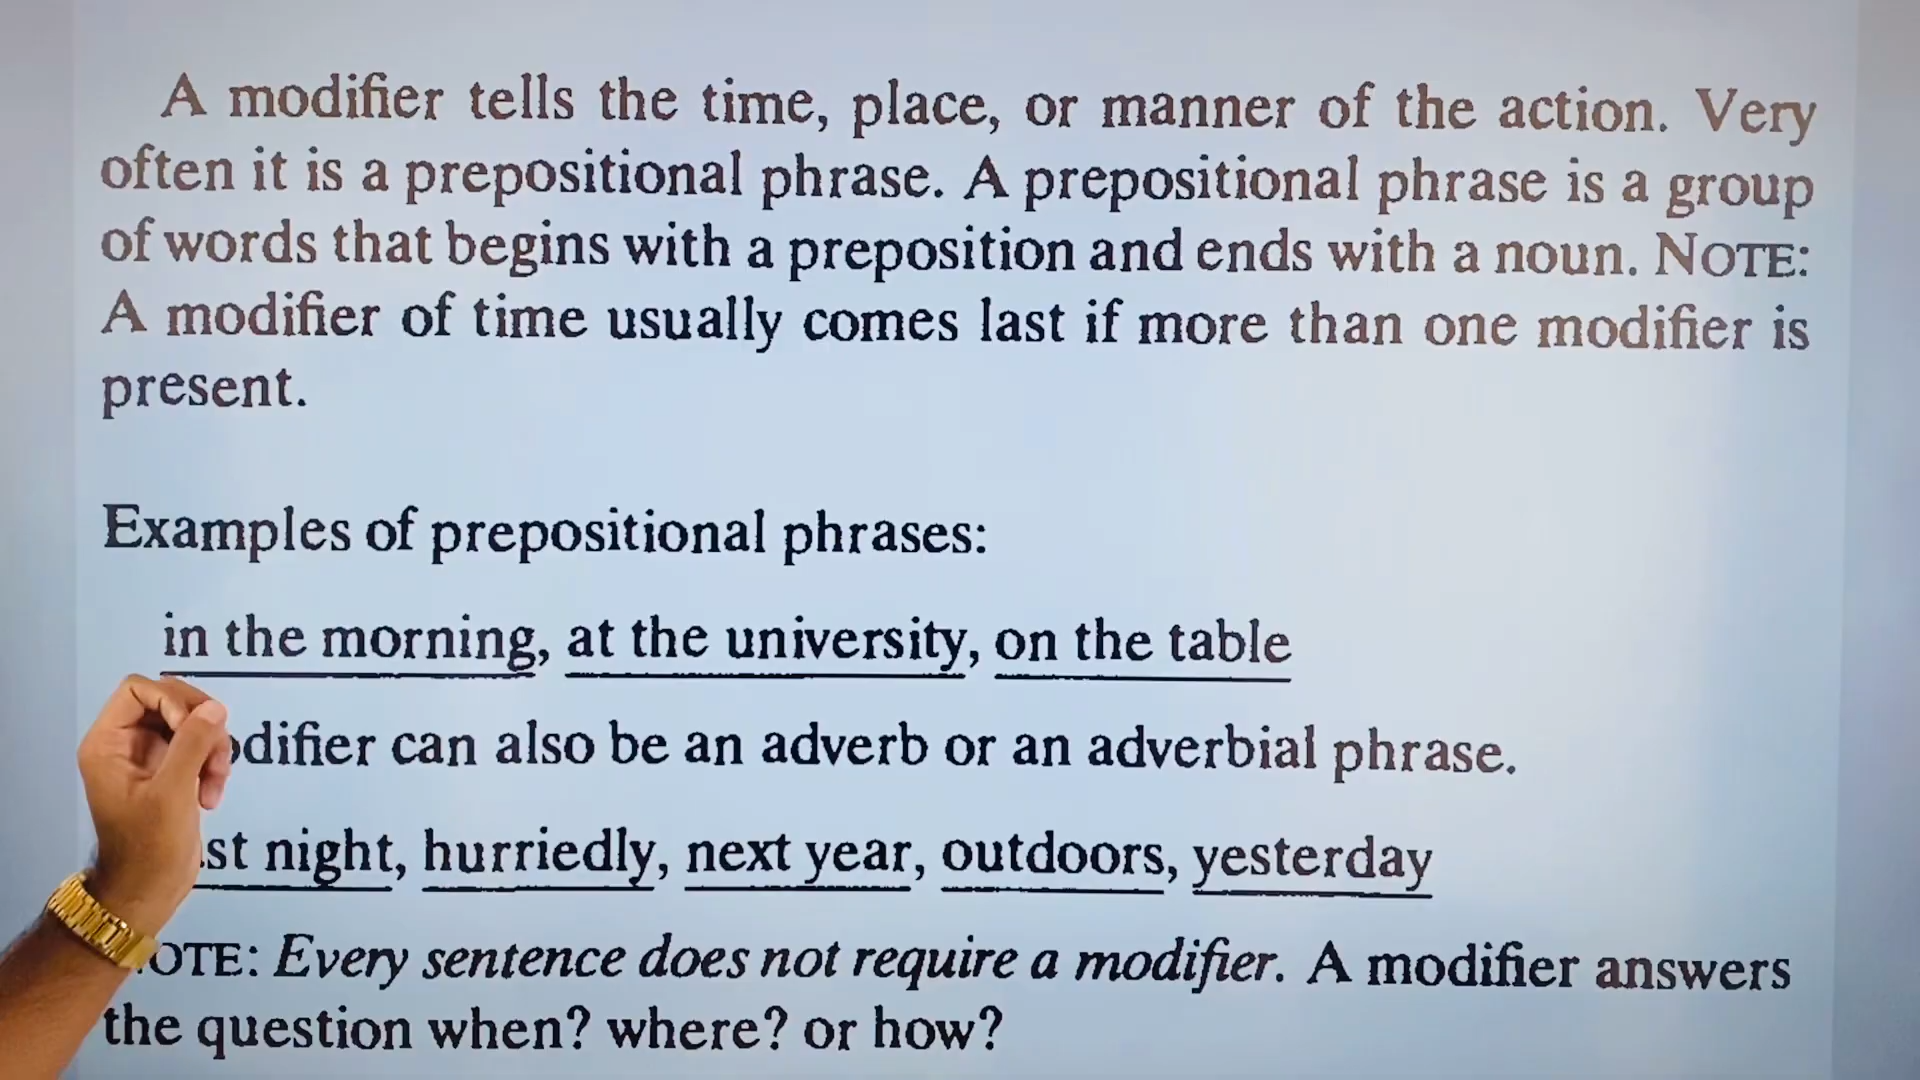 A modifier tells the time, place, or manner of the action. Very
often it is a prepositional phrase. A prepositional phrase is a group
of words that begins with a preposition and ends with a noun. NOTE:
A modifier of time usually comes last if more than one modifier is
present.
Examples of prepositional phrases:
in the morning, at the university, on the table
can also be an adverb or an adverbial phrase.
night, hurriedly, next year, outdoors, yesterday
Every sentence does not require a modifier. A modifier answers
the question when? where? or how?